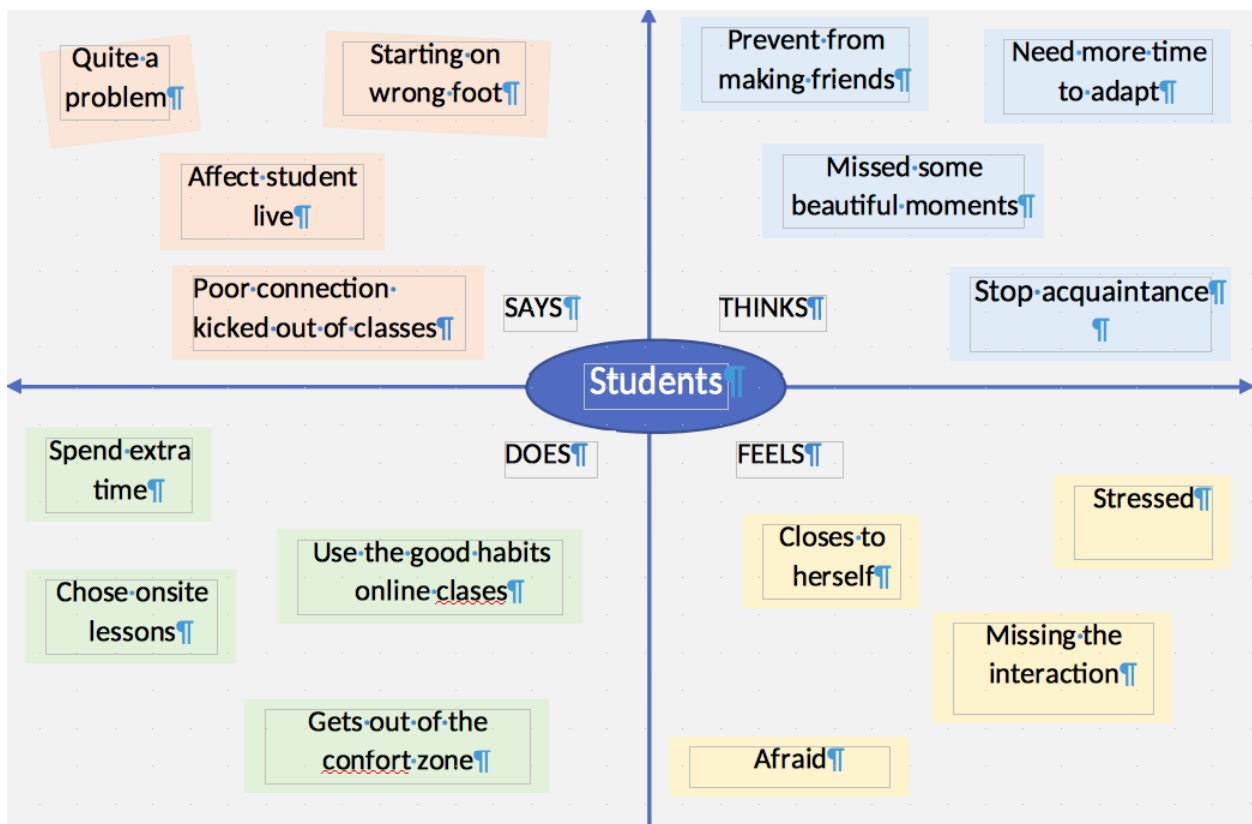 Quite a
problem¶
Starting on
wrong foot¶
Affect student
live¶
Poor connection
kicked out of classes¶
SAYS¶
Prevent from
making friends¶
Need more time
to adapt¶
Missed some
beautiful moments¶
Stop acquaintance¶
¶
THINKS¶
Students¶
DOES¶
Spend extra
time¶
Use the good habits
online clases¶
Chose onsite
lessons¶
Gets out of the
confort zone¶
FEELS¶
Stressed¶
Closes to
herself¶
Missing the
interaction¶
Afraid¶